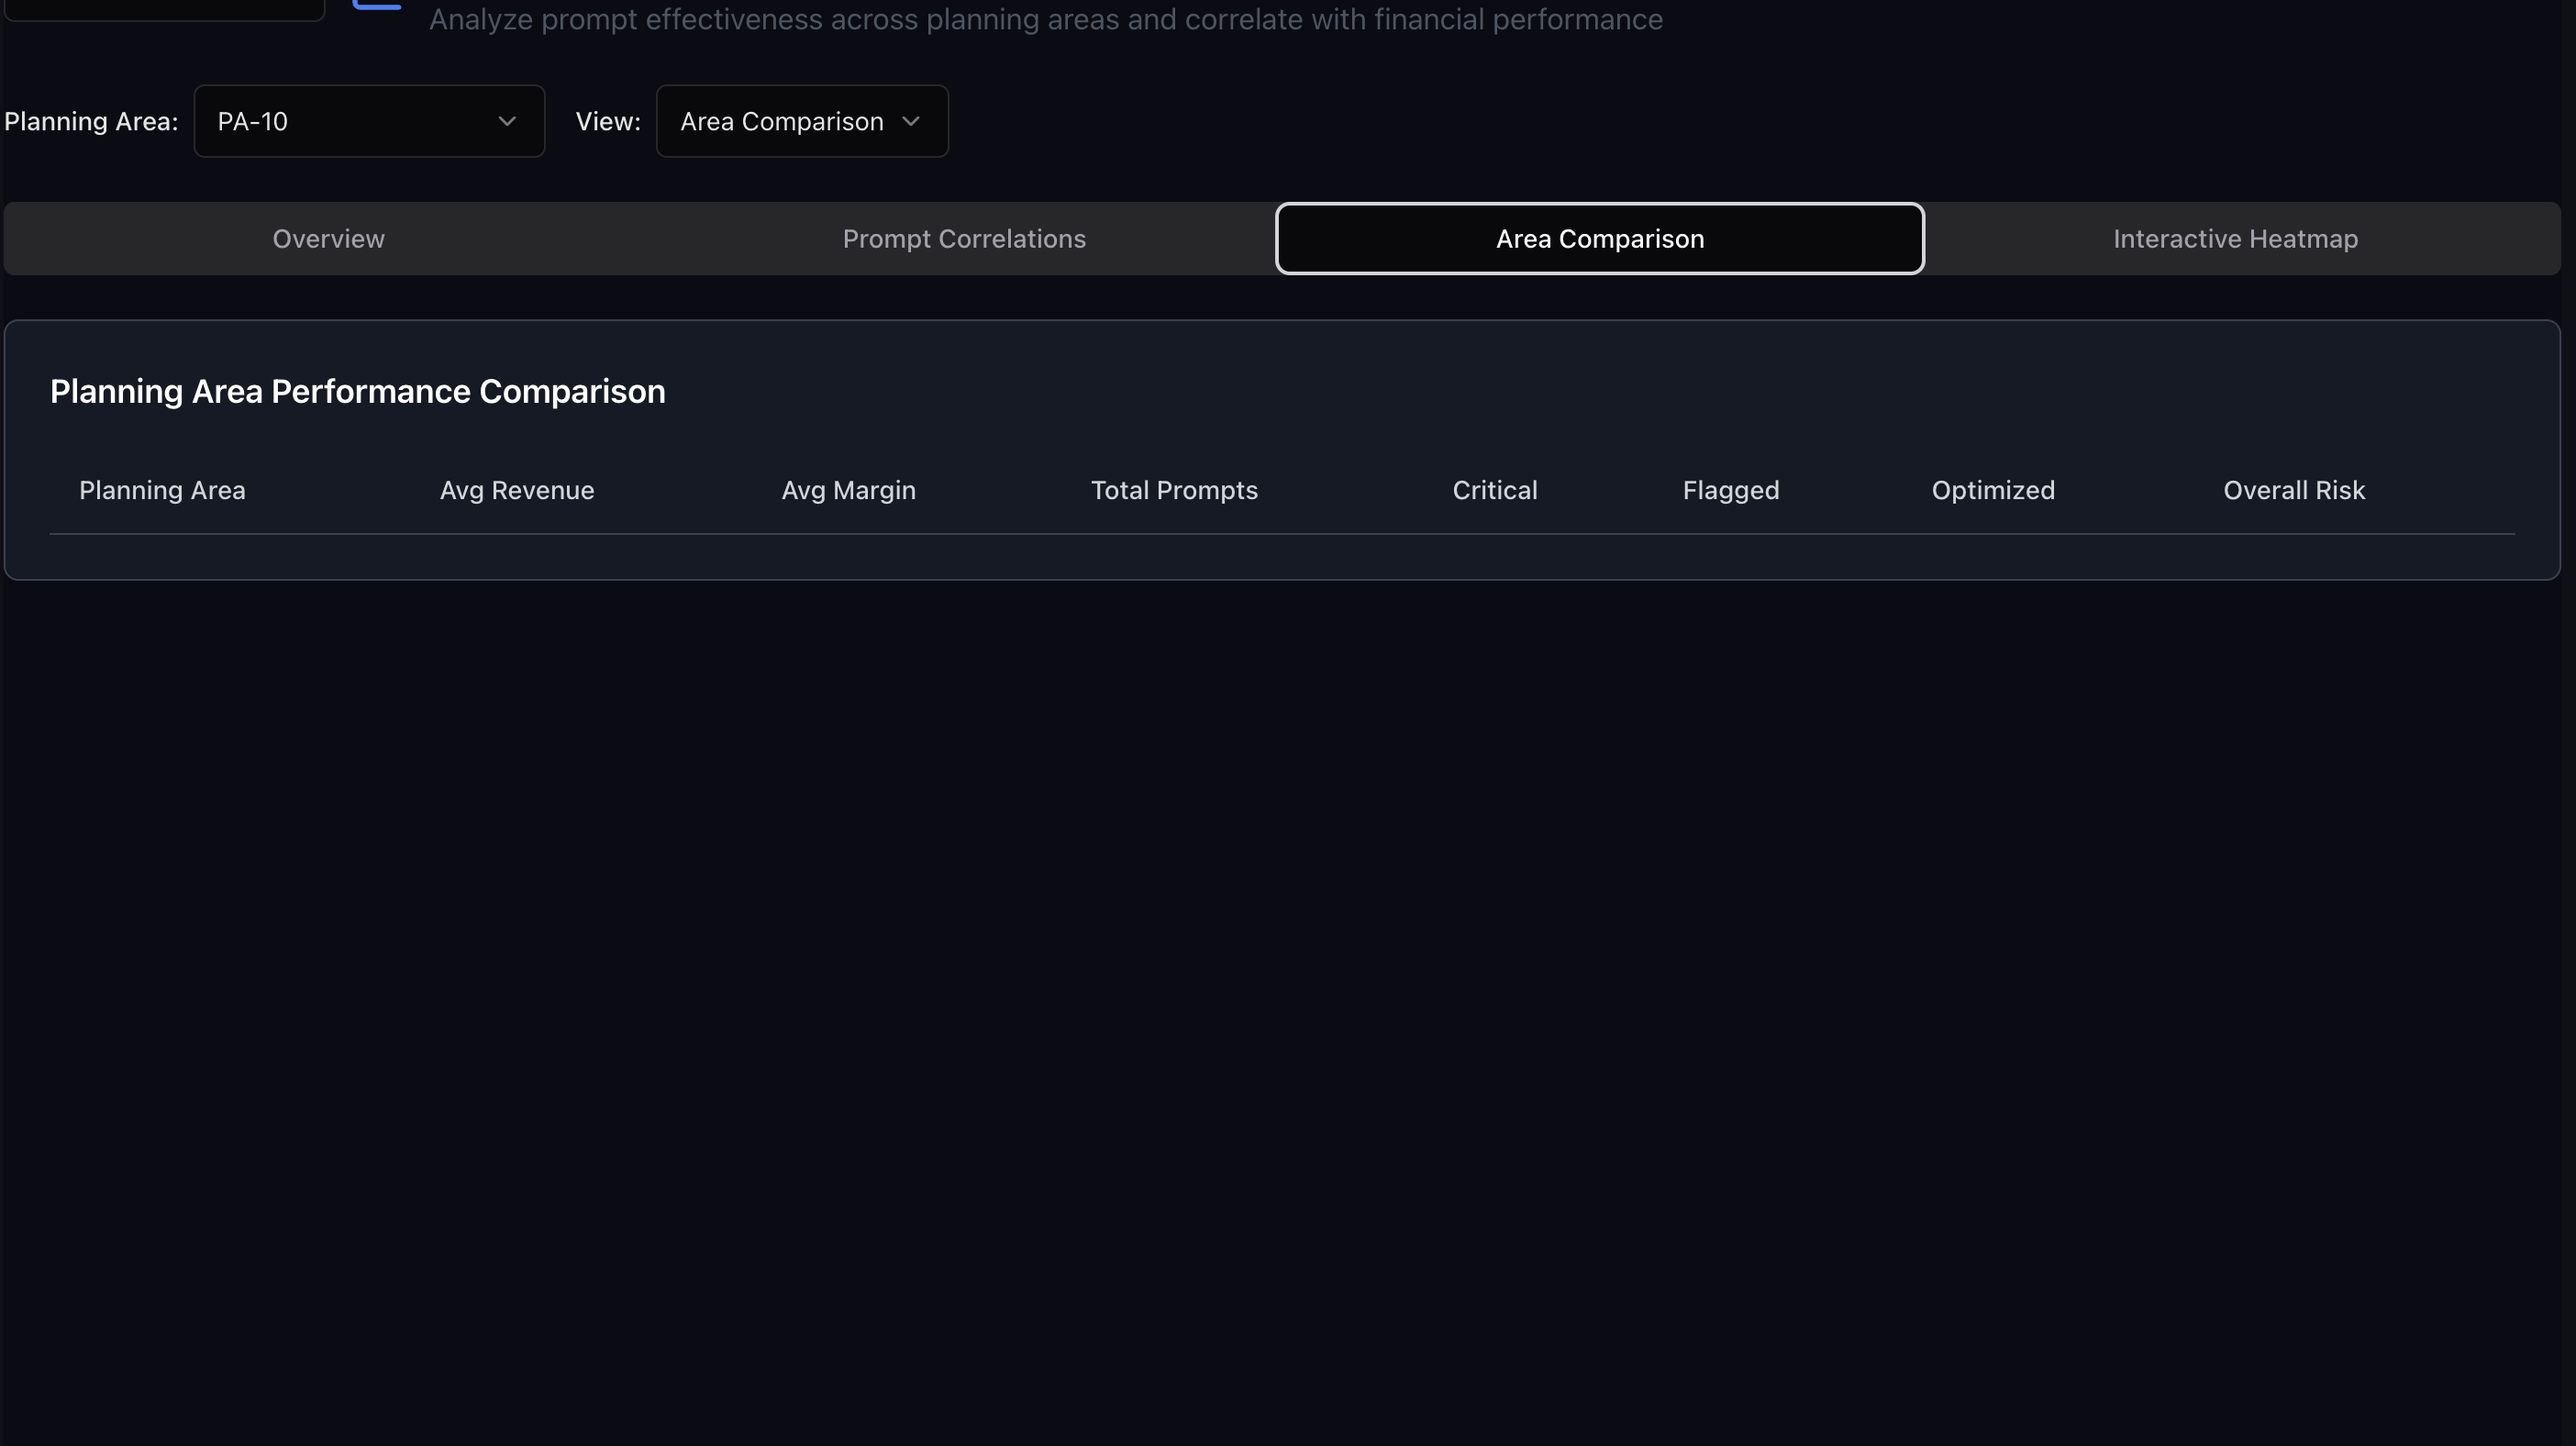 Analyze prompt effectiveness across planning areas and correlate with financial performance
Planning Area: PA-10 View: Area Comparison
Overview Prompt Correlations Area Comparison Interactive Heatmap
Planning Area Performance Comparison
Planning Area Avg Revenue Avg Margin Total Prompts Critical Flagged Optimized Overall Risk